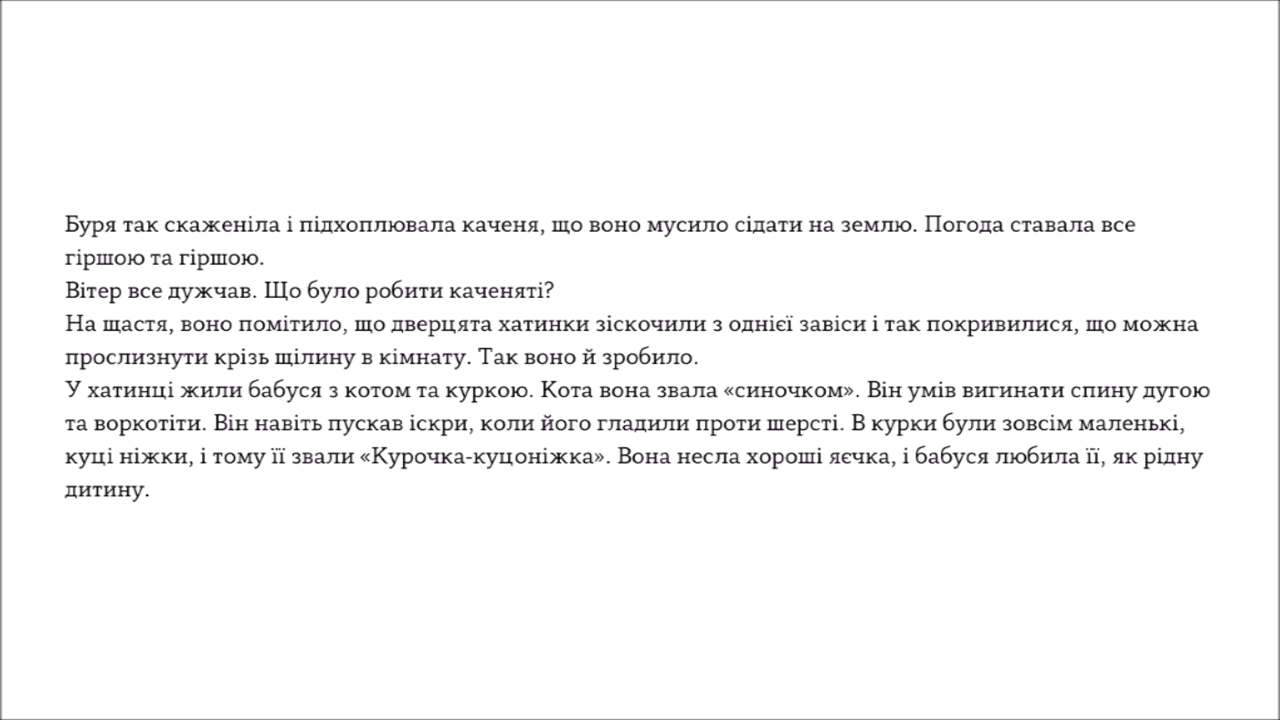 Буря так скаженіла і підхоплювала каченя, що воно мусило сідати на землю. Погода ставала все
гіршою та гіршою.
Вітер все дужчав. Що було робити каченяті?
На щастя, воно помітило, що дверцята хатинки зіскочили з однієї завіси і так покривилися, що можна
прослизнути крізь щілину в кімнату. Так воно й зробило.
У хатинці жили бабуся з котом та куркою. Кота вона звала «синочком». Він умів вигинати спину дугою
та воркотіти. Він навіть пускав іскри, коли його гладили проти шерсті. В курки були зовсім маленькі,
куці ніжки, і тому її звали «Курочка-куцоніжка». Вона несла хороші яєчка, і бабуся любила її, як рідну
дитину.